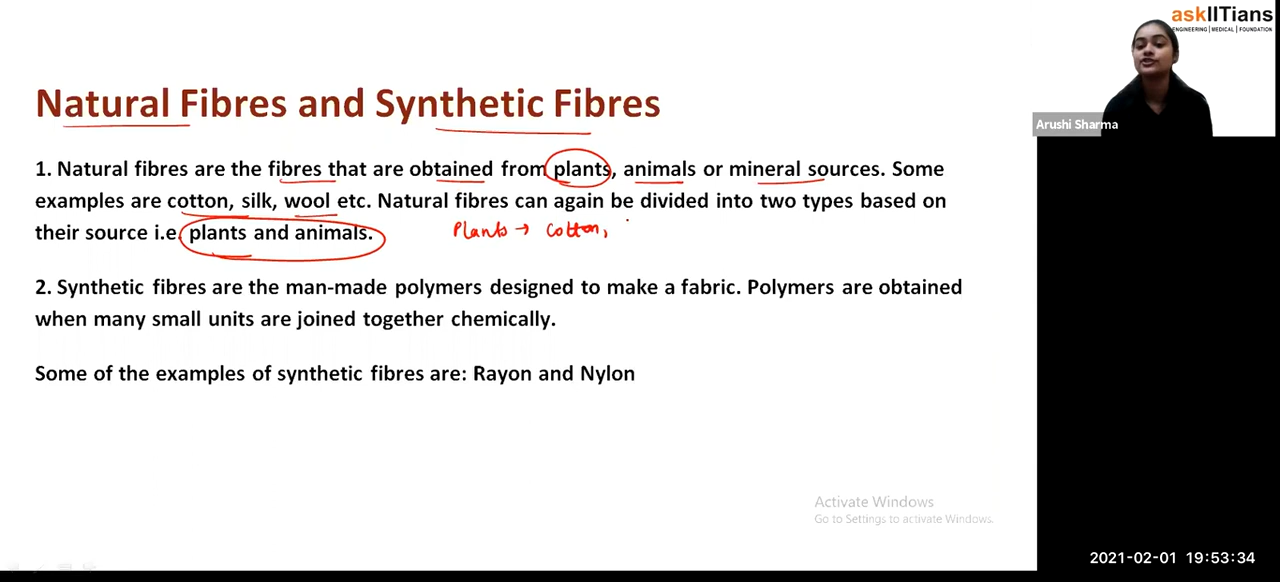 askIITians
ENGINEERING | MEDICAL | FOUNDATION
Arushi Sharma
Natural Fibres and Synthetic Fibres
1. Natural fibres are the fibres that are obtained from plants, animals or mineral sources. Some
examples are cotton, silk, wool etc. Natural fibres can again be divided into two types based on
their source i.e. plants and animals.
Plants → Cotton,
2. Synthetic fibres are the man-made polymers designed to make a fabric. Polymers are obtained
when many small units are joined together chemically.
Some of the examples of synthetic fibres are: Rayon and Nylon
Activate Windows
Go to Settings to activate Windows.
2021-02-01 19:53:34